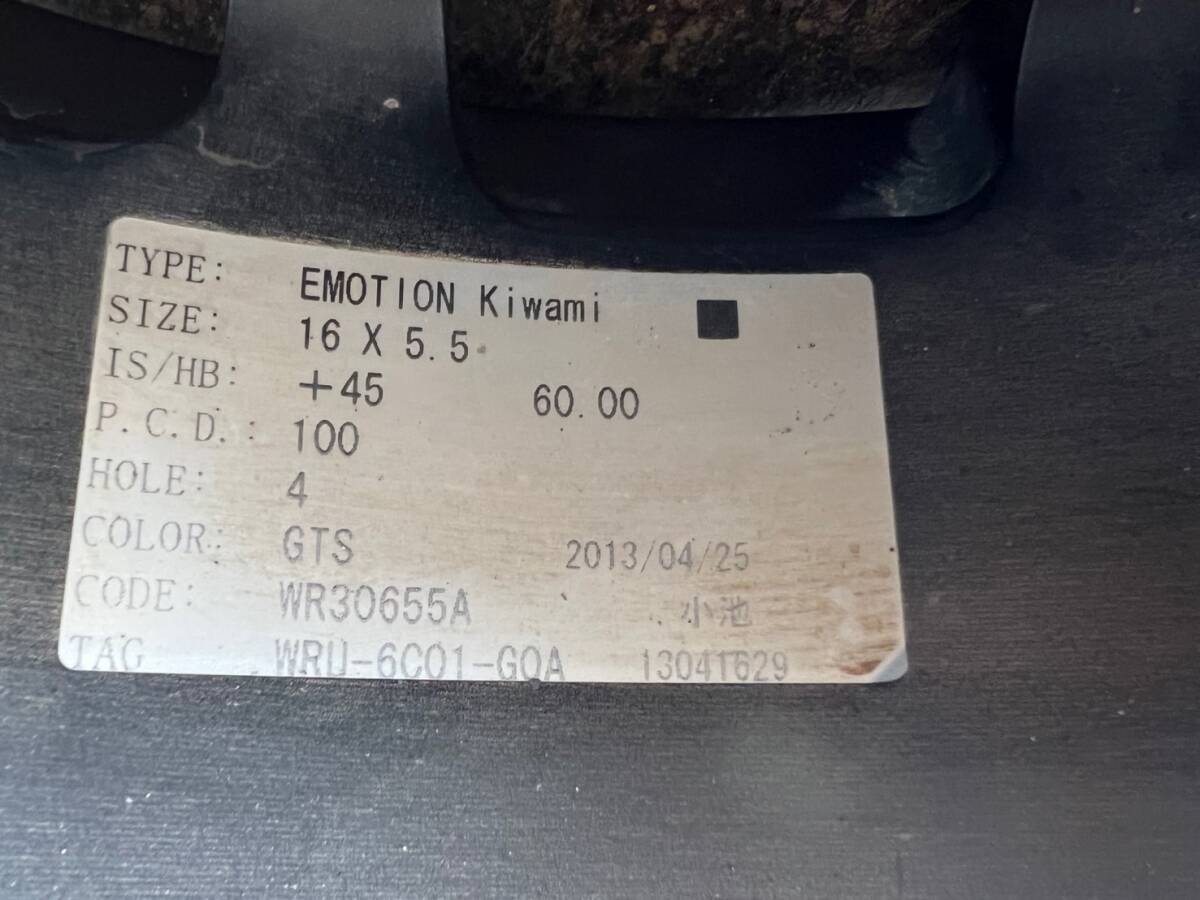 TYPE: EMOTION Kiwami ■
SIZE: 16 X 5.5
IS/HB: +45 60.00
P.C.D.: 100
HOLE: 4
COLOR: GTS 2013/04/25
CODE: WR30655A 小池
TAG WRU-6C01-GOA 13041629